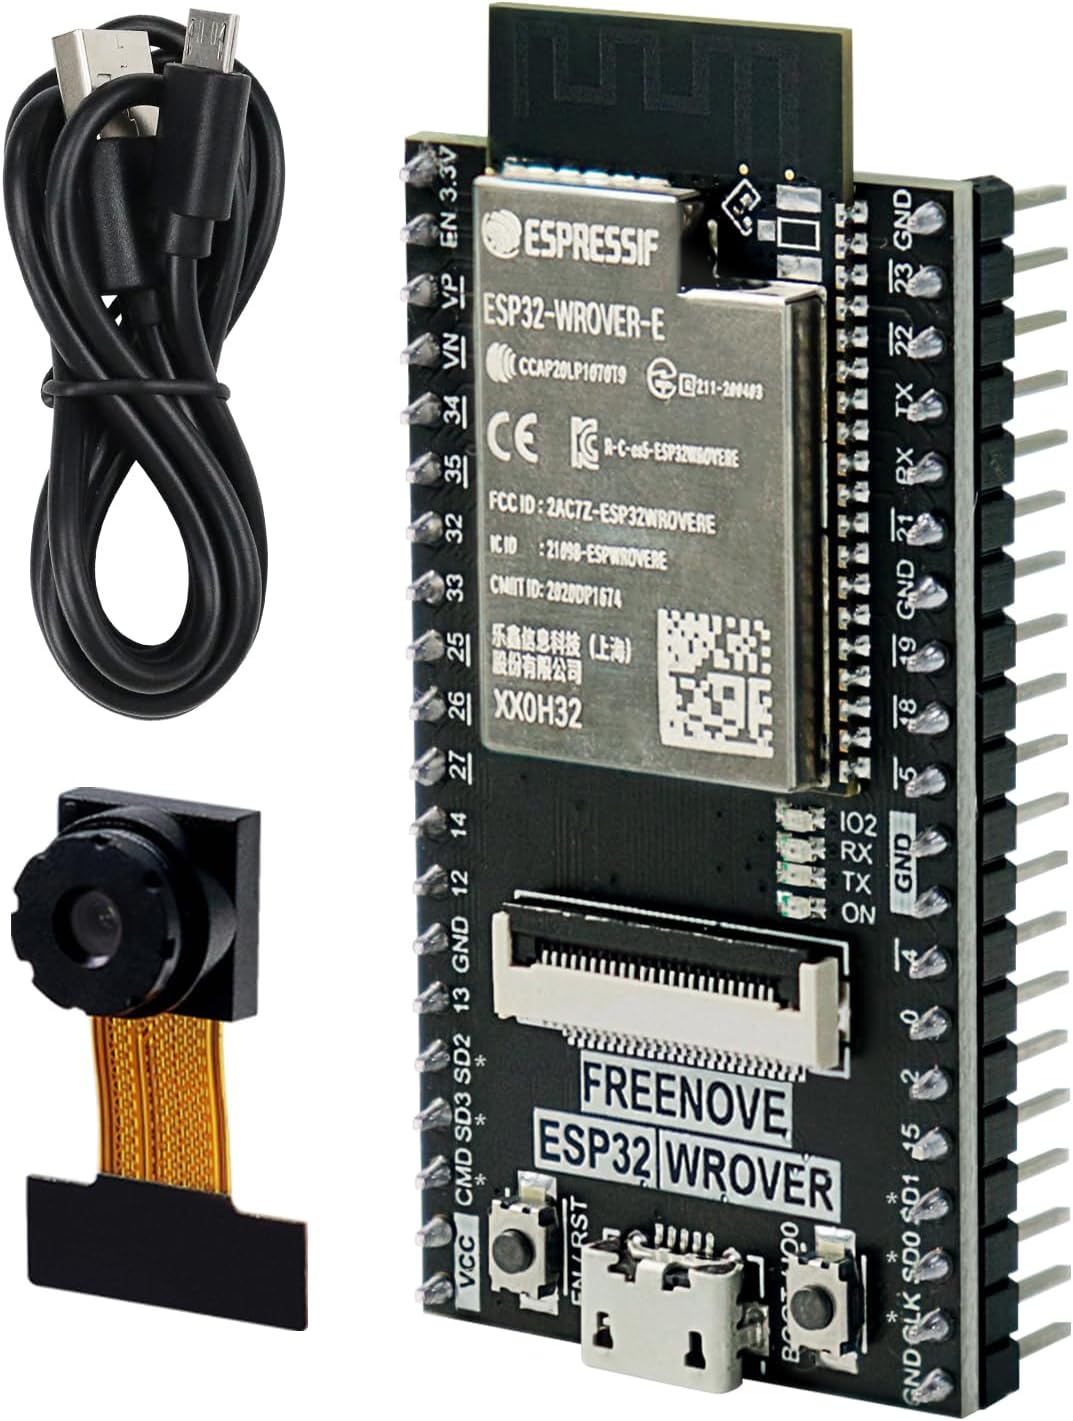 ESPRESSIF
ESP32-WROVER-E
CCAP20LP1070T9
R 211-200403
CE
R-C-es5-ESP32WROVERE
FCC ID : 2AC7Z-ESP32WROVERE
IC ID : 21098-ESPWROVERE
CMIIT ID: 2020DP1674
乐鑫信息科技 (上海)
股份有限公司
XX0H32
3.3V
EN
VP
VN
34
35
32
33
25
26
27
14
12
GND
13
SD2 *
SD3 *
CMD *
VCC
GND
23
22
TX
RX
21
GND
19
18
5
GND
4
0
2
15
* SD1
* SD0
* CLK
GND
IO2
RX
TX
ON
FREENOVE
ESP32 WROVER
EN/RST
BOOT